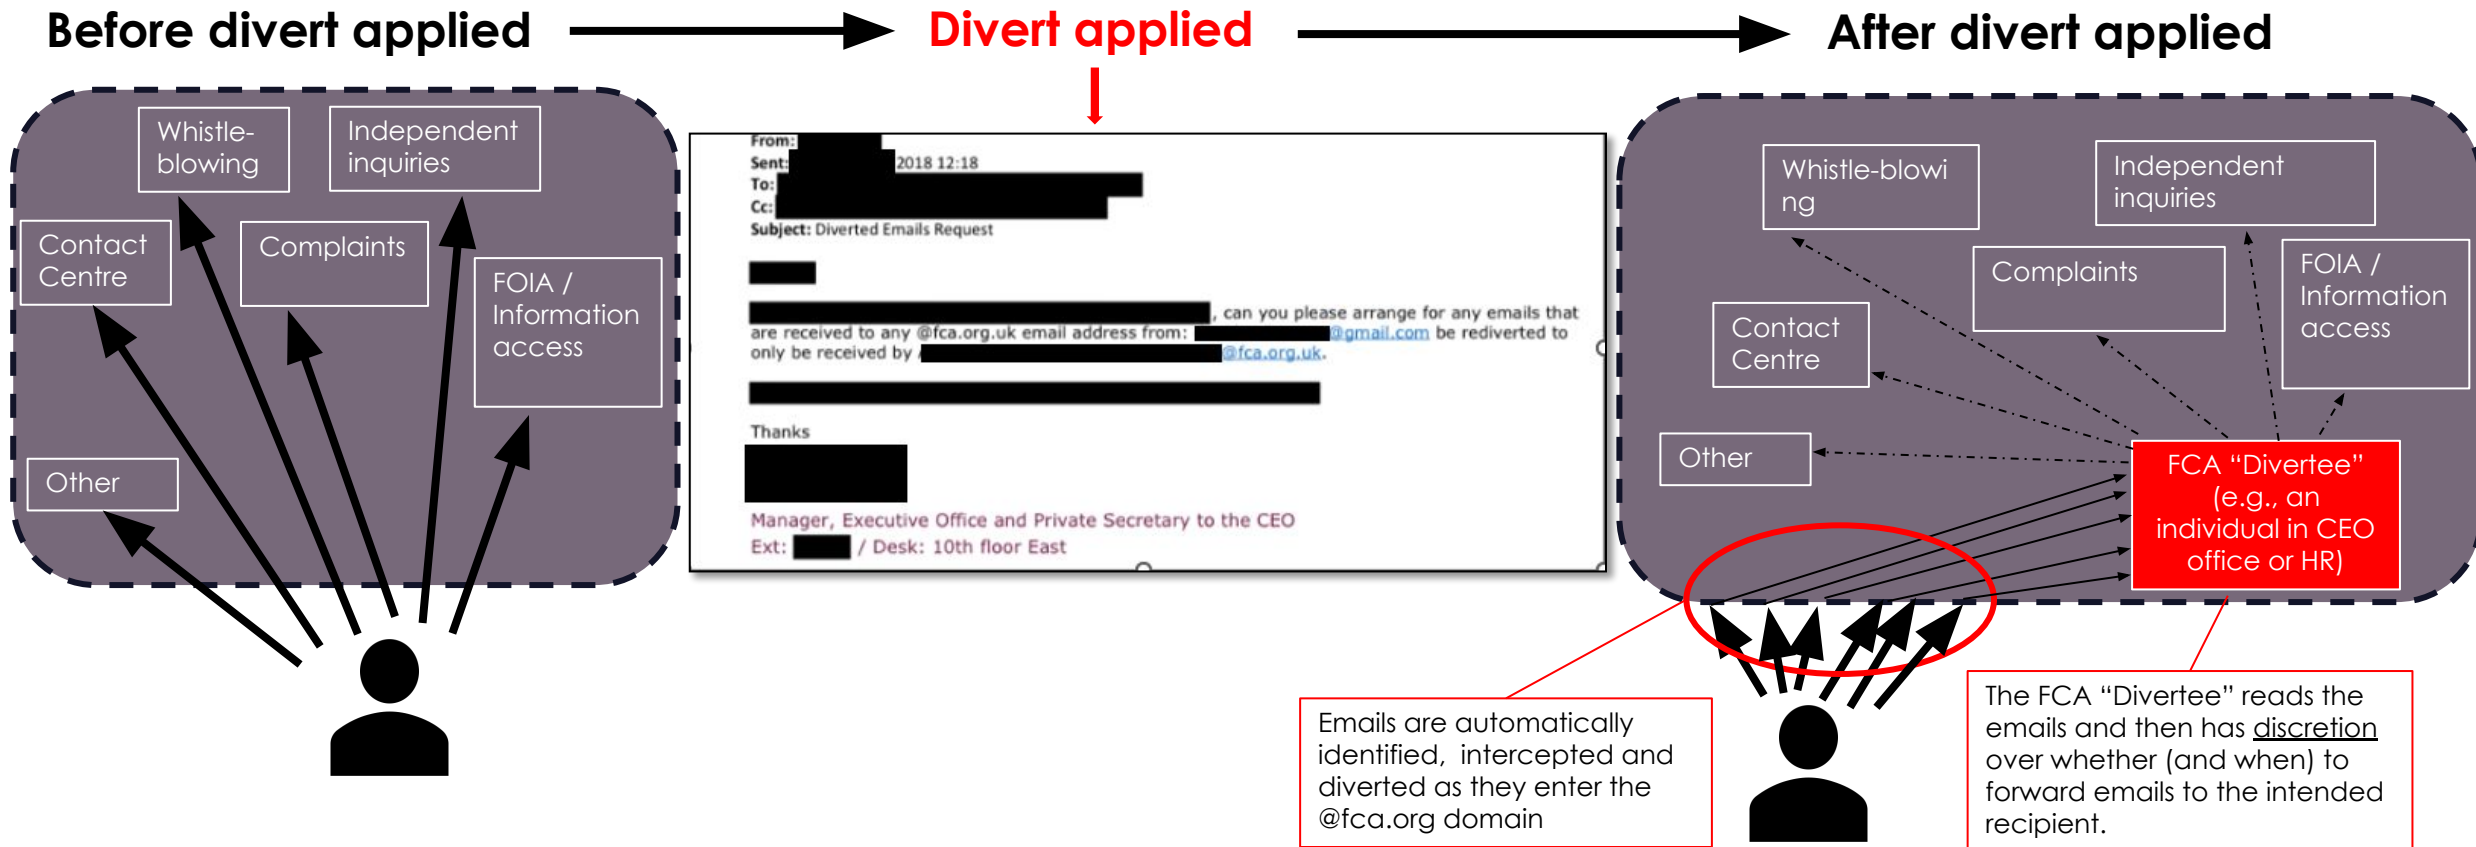 Before divert applied
Divert applied
After divert applied
Whistle-
blowing
Independent
inquiries
Contact
Centre
Complaints
FOIA /
Information
access
Other
From:
Sent: 2018 12:18
To:
Cc:
Subject: Diverted Emails Request
, can you please arrange for any emails that
are received to any @fca.org.uk email address from: @gmail.com be rediverted to
only be received by @fca.org.uk.
Thanks
Manager, Executive Office and Private Secretary to the CEO
Ext: / Desk: 10th floor East
Whistle-blowi
ng
Independent
inquiries
Complaints
FOIA /
Information
access
Contact
Centre
Other
FCA “Divertee”
(e.g., an
individual in CEO
office or HR)
Emails are automatically
identified, intercepted and
diverted as they enter the
@fca.org domain
The FCA “Divertee” reads the
emails and then has discretion
over whether (and when) to
forward emails to the intended
recipient.